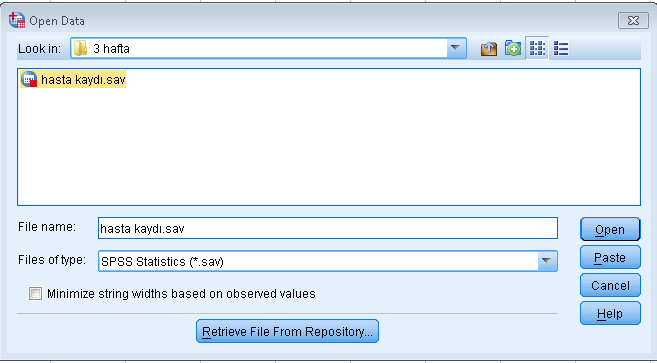 Open Data
Look in: 3 hafta
hasta kaydı.sav
File name: hasta kaydı.sav
Open
Files of type: SPSS Statistics (*.sav)
Paste
Minimize string widths based on observed values
Cancel
Retrieve File From Repository...
Help